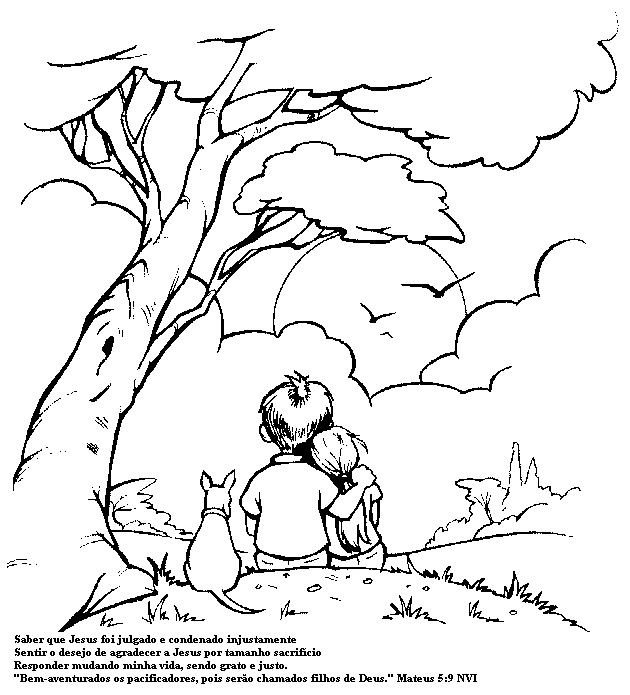 Saber que Jesus foi julgado e condenado injustamente
Sentir o desejo de agradecer a Jesus por tamanho sacrifício
Responder mudando minha vida, sendo grato e justo.
"Bem-aventurados os pacificadores, pois serão chamados filhos de Deus." Mateus 5:9 NVI